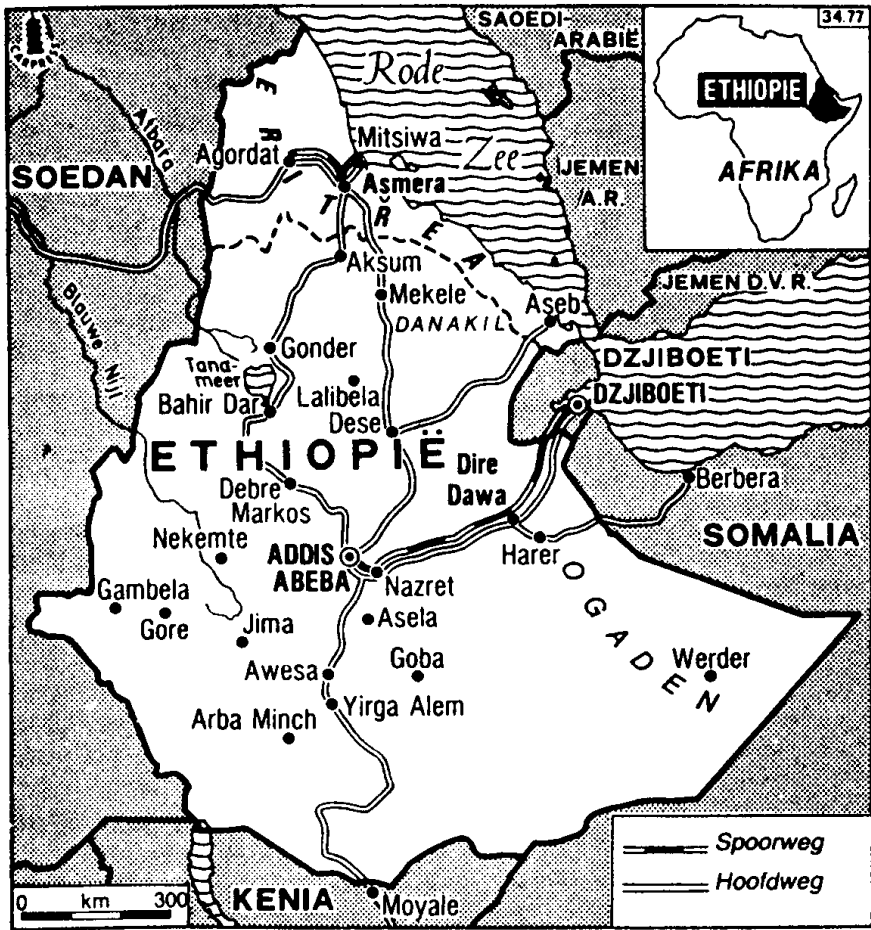 SAOEDI-
ARABIË
34.77
CARPRESS
Rode
Zee
ETHIOPIE
AFRIKA
Atbara
ERITREA
Mitsiwa
Agordat
SOEDAN
Asmera
JEMEN
A.R.
Aksum
Mekele
JEMEN D.V.R.
DANAKIL
Aseb
Blauwe Nijl
Gonder
Tana-
meer
DZJIBOETI
Lalibela
DZJIBOETI
Bahir Dar
Dese
ETHIOPIË
Dire
Dawa
Berbera
Debre
Markos
SOMALIA
Nekemte
ADDIS
ABEBA
Harer
Nazret
OGADEN
Gambela
Gore
Asela
Jima
Goba
Werder
Awesa
Yirga Alem
Arba Minch
Spoorweg
Hoofdweg
0 km 300
KENIA
Moyale